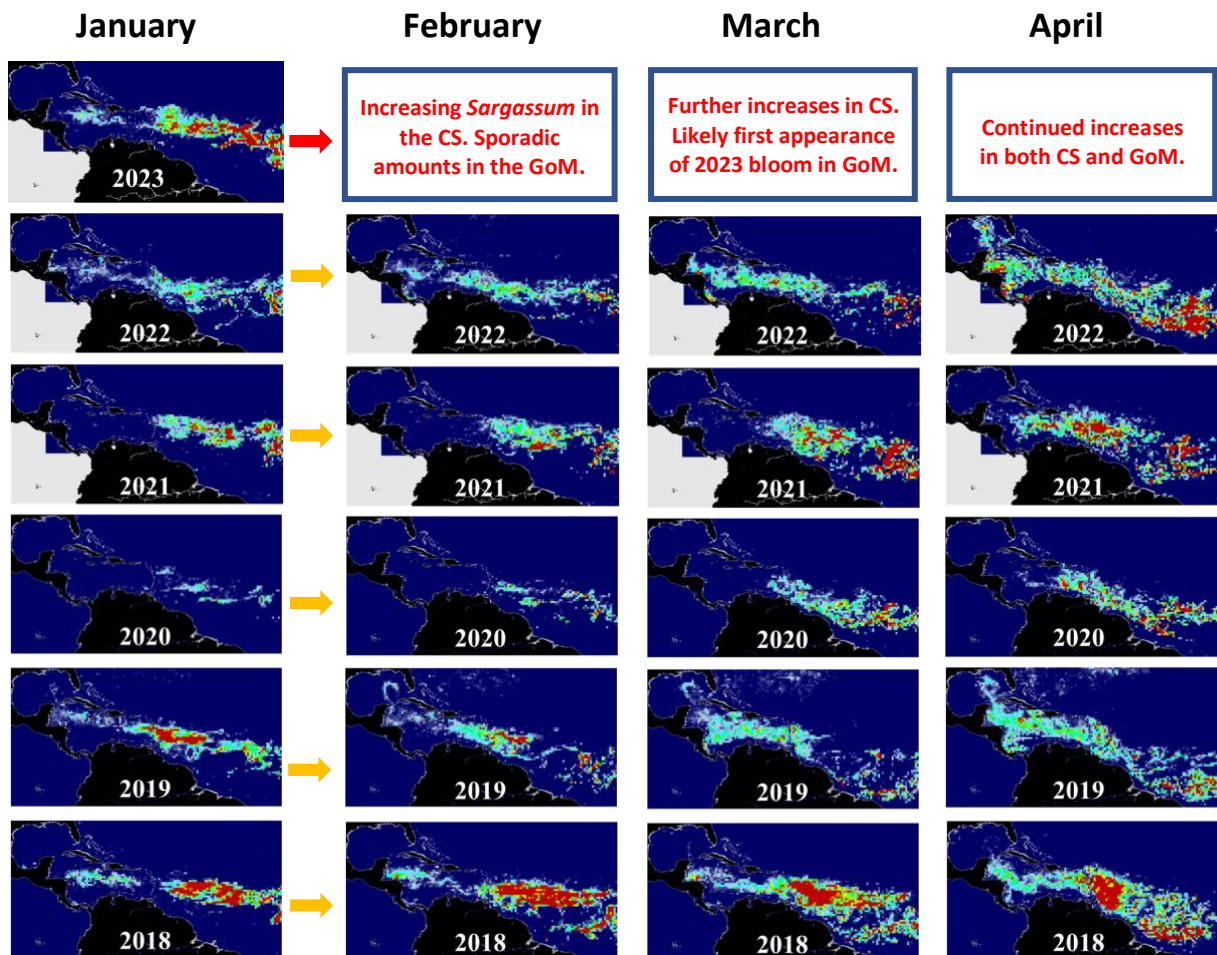 January
February
March
April
2023
Increasing Sargassum in
the CS. Sporadic
amounts in the GoM.
Further increases in CS.
Likely first appearance
of 2023 bloom in GoM.
Continued increases
in both CS and GoM.
2022
2022
2022
2022
2021
2021
2021
2021
2020
2020
2020
2020
2019
2019
2019
2019
2018
2018
2018
2018